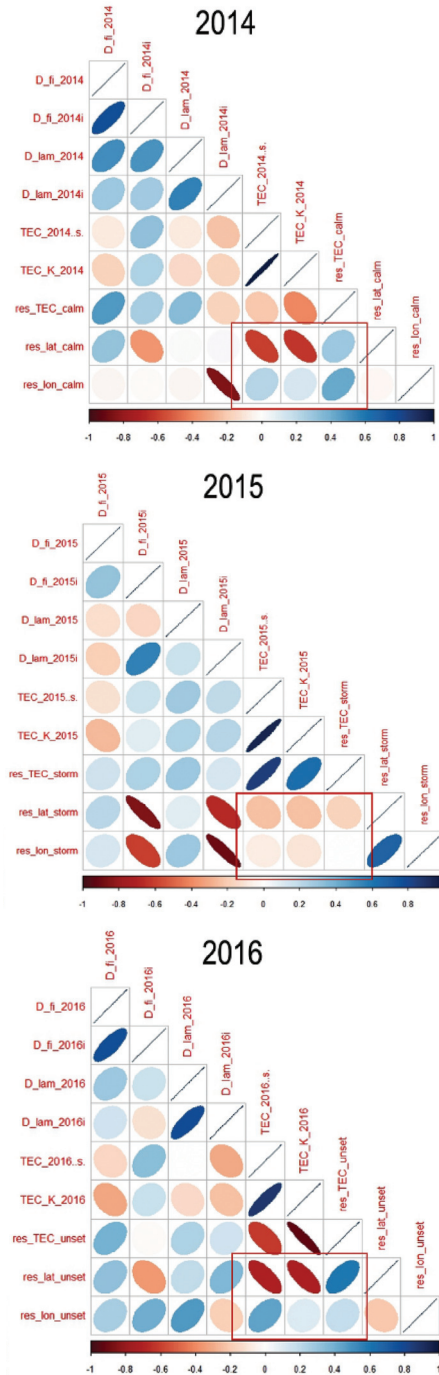 2014
D_fi_2014
D_fi_2014i
D_lam_2014
D_lam_2014i
TEC_2014..s.
TEC_K_2014
res_TEC_calm
res_lat_calm
res_lon_calm
D_fi_2014
D_fi_2014i
D_lam_2014
D_lam_2014i
TEC_2014..s.
TEC_K_2014
res_TEC_calm
res_lat_calm
res_lon_calm
-1 -0.8 -0.6 -0.4 -0.2 0 0.2 0.4 0.6 0.8 1
2015
D_fi_2015
D_fi_2015i
D_lam_2015
D_lam_2015i
TEC_2015..s.
TEC_K_2015
res_TEC_storm
res_lat_storm
res_lon_storm
D_fi_2015
D_fi_2015i
D_lam_2015
D_lam_2015i
TEC_2015..s.
TEC_K_2015
res_TEC_storm
res_lat_storm
res_lon_storm
-1 -0.8 -0.6 -0.4 -0.2 0 0.2 0.4 0.6 0.8
2016
D_fi_2016
D_fi_2016i
D_lam_2016
D_lam_2016i
TEC_2016..s.
TEC_K_2016
res_TEC_unset
res_lat_unset
res_lon_unset
D_fi_2016
D_fi_2016i
D_lam_2016
D_lam_2016i
TEC_2016..s.
TEC_K_2016
res_TEC_unset
res_lat_unset
res_lon_unset
-1 -0.8 -0.6 -0.4 -0.2 0 0.2 0.4 0.6 0.8 1